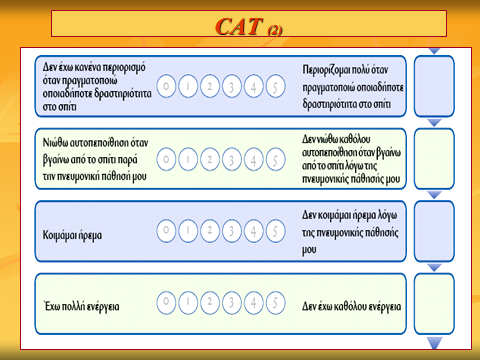 CAT (2)
Δεν έχω κανένα περιορισμό
όταν πραγματοποιώ
οποιαδήποτε δραστηριότητα
στο σπίτι
0 1 2 3 4 5
Περιορίζομαι πολύ όταν
πραγματοποιώ οποιαδήποτε
δραστηριότητα στο σπίτι
Νιώθω αυτοπεποίθηση όταν
βγαίνω από το σπίτι παρά
την πνευμονική πάθησή μου
0 1 2 3 4 5
Δεν νιώθω καθόλου
αυτοπεποίθηση όταν βγαίνω
από το σπίτι λόγω της
πνευμονικής πάθησής μου
Κοιμάμαι ήρεμα
0 1 2 3 4 5
Δεν κοιμάμαι ήρεμα λόγω
της πνευμονικής πάθησής
μου
Έχω πολλή ενέργεια
0 1 2 3 4 5
Δεν έχω καθόλου ενέργεια